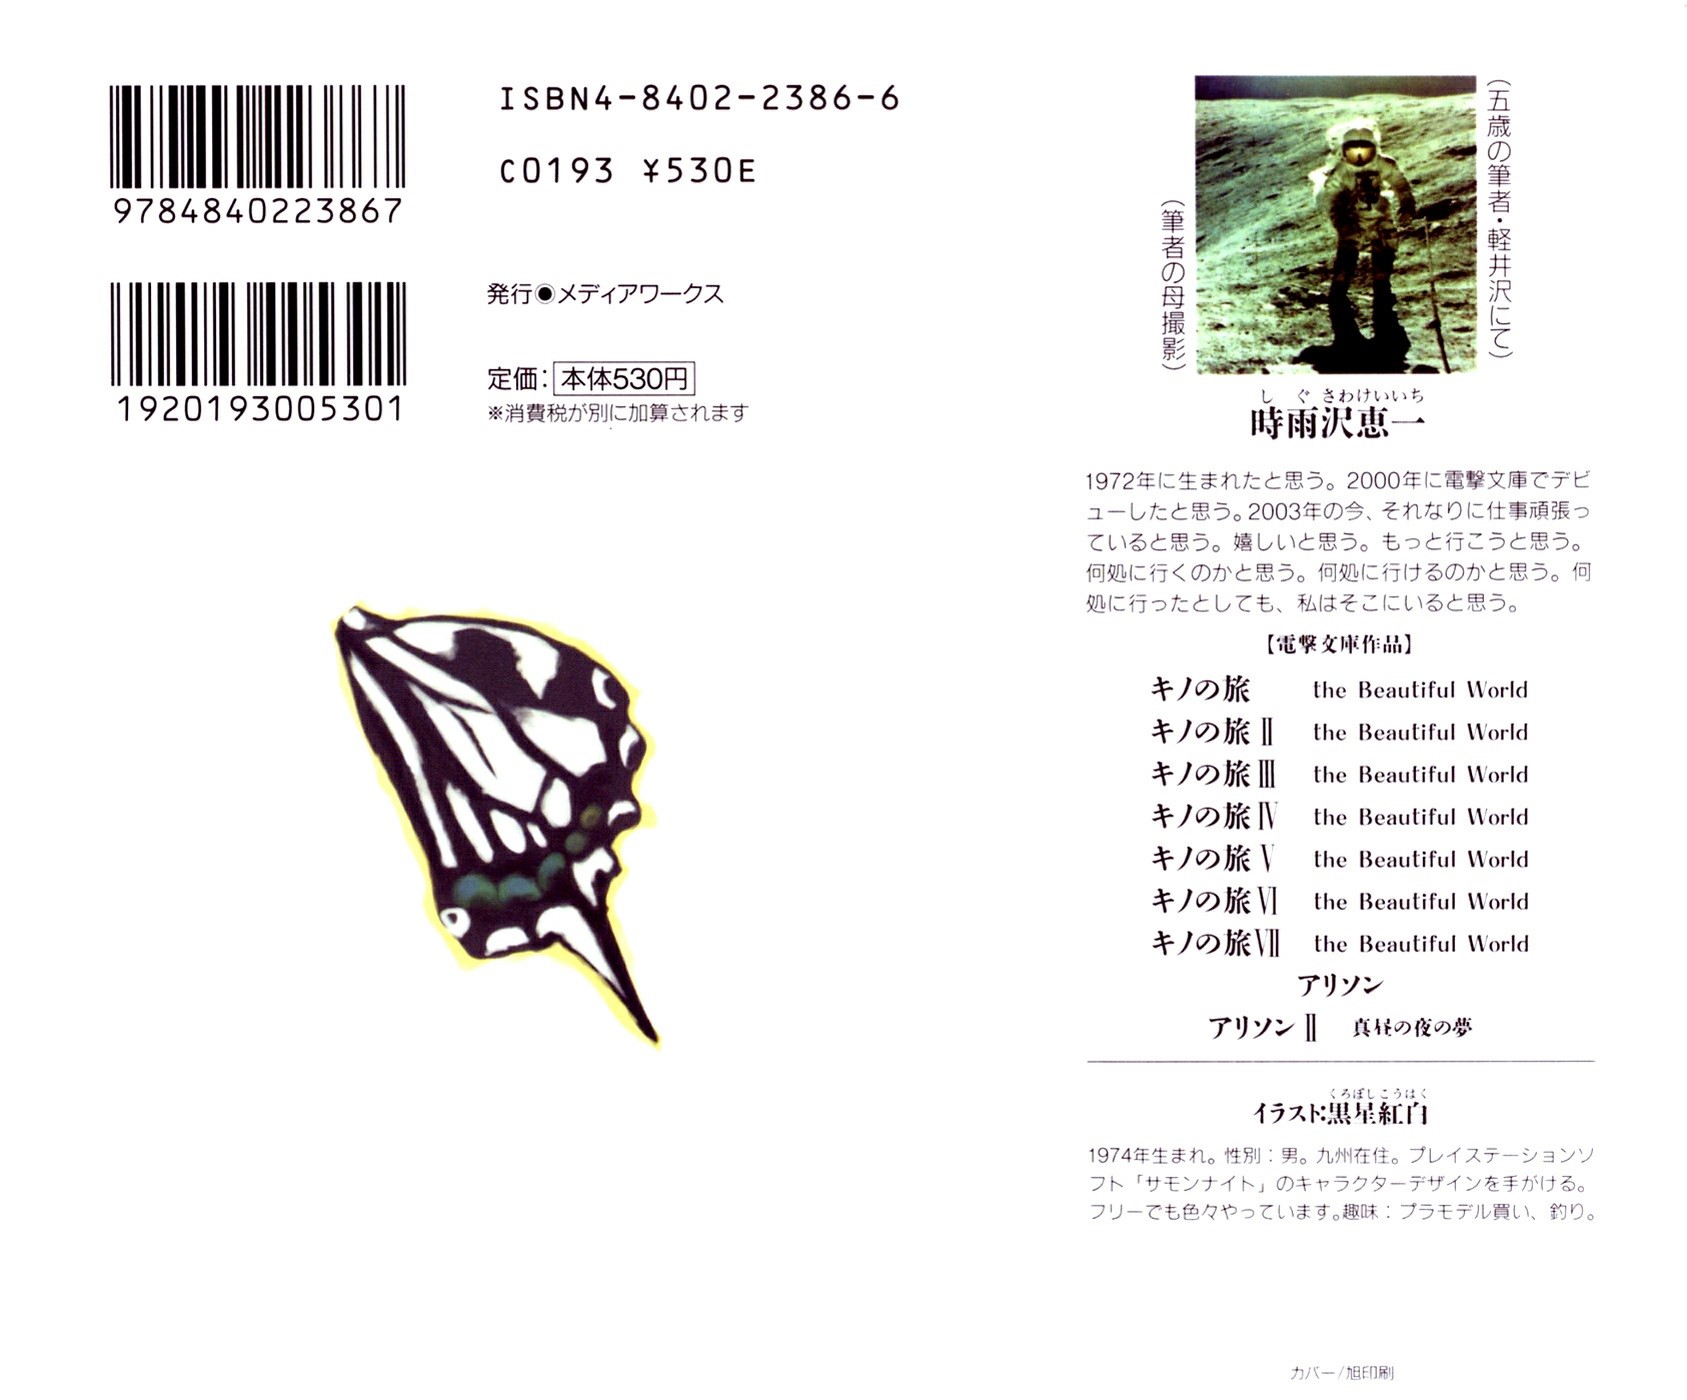 9784840223867
1920193005301
ISBN4-8402-2386-6
C0193 ¥530E
発行◉メディアワークス
定価：本体530円
※消費税が別に加算されます
（五歳の筆者・軽井沢にて）
（筆者の母撮影）
しぐさわけいいち
時雨沢恵一
1972年に生まれたと思う。2000年に電撃文庫でデビ
ューしたと思う。2003年の今、それなりに仕事頑張っ
ていると思う。嬉しいと思う。もっと行こうと思う。
何処に行くのかと思う。何処に行けるのかと思う。何
処に行ったとしても、私はそこにいると思う。
【電撃文庫作品】
キノの旅 the Beautiful World
キノの旅Ⅱ the Beautiful World
キノの旅Ⅲ the Beautiful World
キノの旅Ⅳ the Beautiful World
キノの旅Ⅴ the Beautiful World
キノの旅Ⅵ the Beautiful World
キノの旅Ⅶ the Beautiful World
アリソン
アリソンⅡ 真昼の夜の夢
くろぼしこうはく
イラスト:黒星紅白
1974年生まれ。性別：男。九州在住。プレイステーションソ
フト「サモンナイト」のキャラクターデザインを手がける。
フリーでも色々やっています。趣味：プラモデル買い、釣り。
カバー/旭印刷